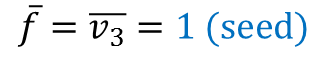 f̄ = v̅₃̅ = 1 (seed)